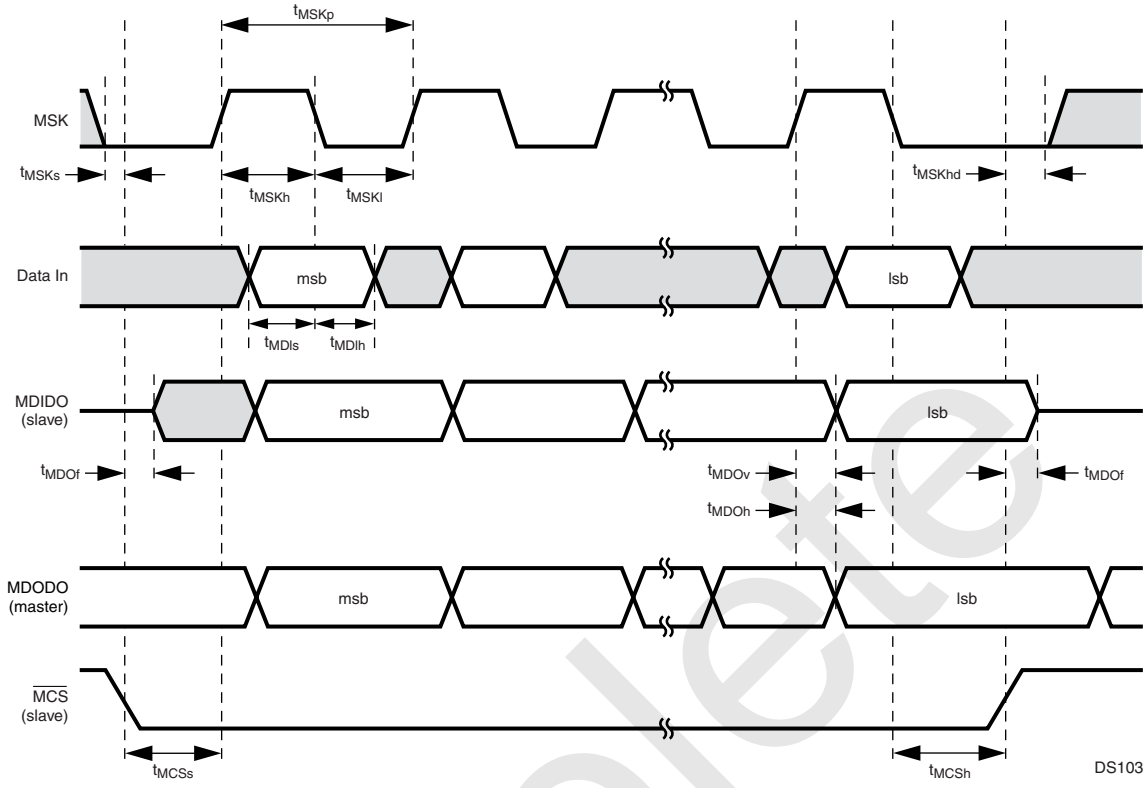 tMSKp
MSK
tMSKs
tMSKh
tMSKl
tMSKhd
Data In
msb
lsb
tMDIs
tMDIh
MDIDO
(slave)
msb
lsb
tMDOf
tMDOv
tMDOf
tMDOh
MDODO
(master)
msb
lsb
MCS
(slave)
tMCSs
tMCSh
DS103
plete